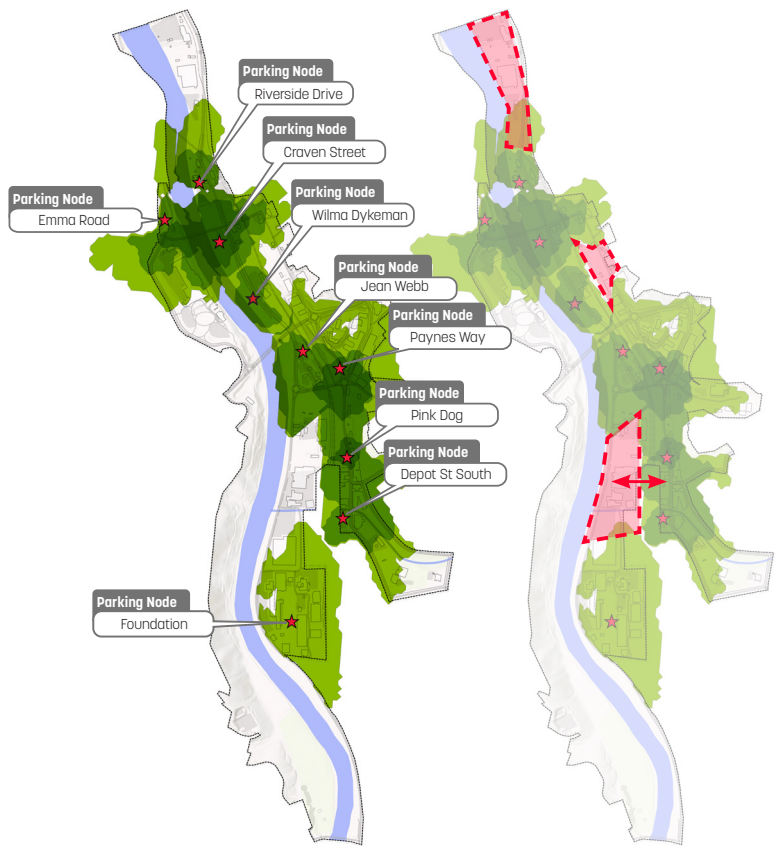 Parking Node
Riverside Drive
Parking Node
Craven Street
Parking Node
Wilma Dykeman
Parking Node
Emma Road
Parking Node
Jean Webb
Parking Node
Paynes Way
Parking Node
Pink Dog
Parking Node
Depot St South
Parking Node
Foundation